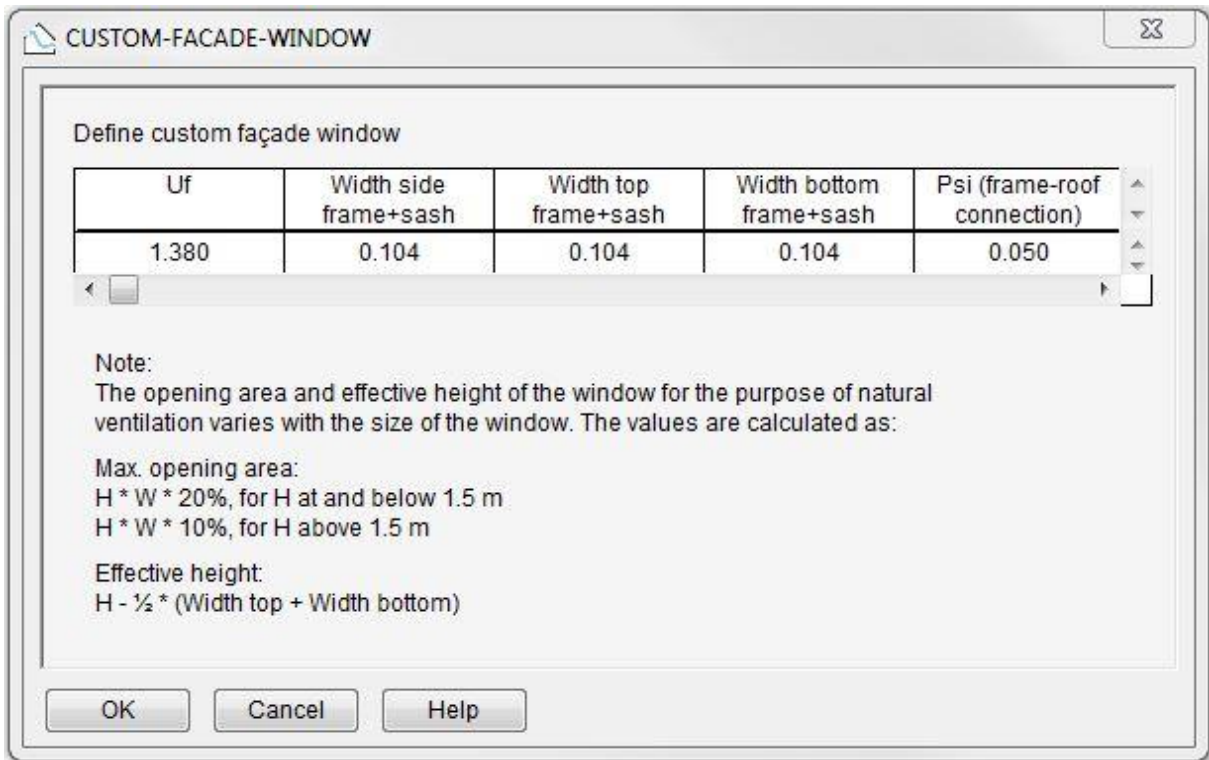 CUSTOM-FACADE-WINDOW
Define custom façade window
Uf Width side frame+sash Width top frame+sash Width bottom frame+sash Psi (frame-roof connection)
1.380 0.104 0.104 0.104 0.050
Note:
The opening area and effective height of the window for the purpose of natural
ventilation varies with the size of the window. The values are calculated as:
Max. opening area:
H * W * 20%, for H at and below 1.5 m
H * W * 10%, for H above 1.5 m
Effective height:
H - ½ * (Width top + Width bottom)
OK Cancel Help